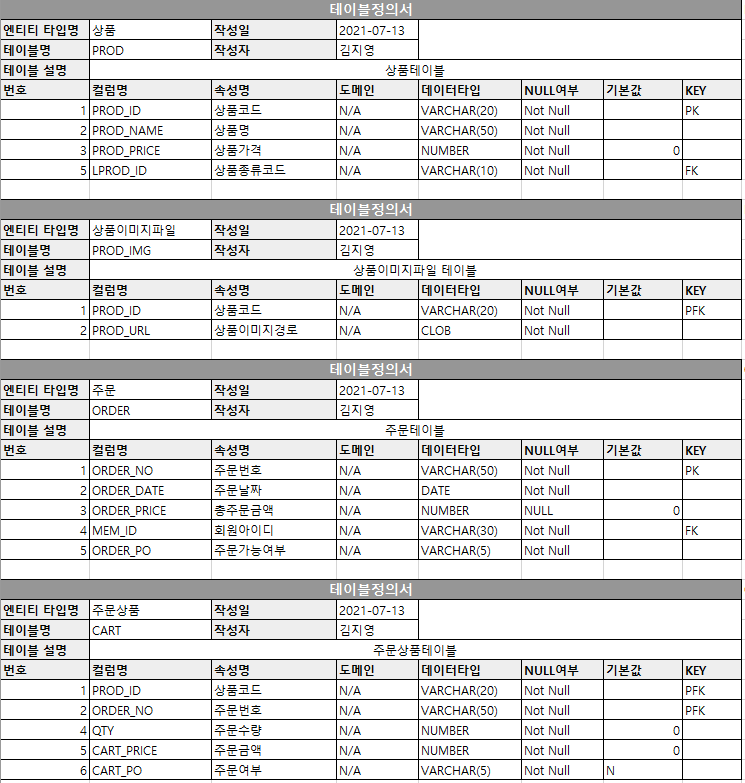 테이블정의서
엔티티 타입명 상품 작성일 2021-07-13
테이블명 PROD 작성자 김지영
테이블 설명 상품테이블
번호 컬럼명 속성명 도메인 데이터타입 NULL여부 기본값 KEY
1 PROD_ID 상품코드 N/A VARCHAR(20) Not Null PK
2 PROD_NAME 상품명 N/A VARCHAR(50) Not Null
3 PROD_PRICE 상품가격 N/A NUMBER Not Null 0
5 LPROD_ID 상품종류코드 N/A VARCHAR(10) Not Null FK
테이블정의서
엔티티 타입명 상품이미지파일 작성일 2021-07-13
테이블명 PROD_IMG 작성자 김지영
테이블 설명 상품이미지파일 테이블
번호 컬럼명 속성명 도메인 데이터타입 NULL여부 기본값 KEY
1 PROD_ID 상품코드 N/A VARCHAR(20) Not Null PFK
2 PROD_URL 상품이미지경로 N/A CLOB Not Null
테이블정의서
엔티티 타입명 주문 작성일 2021-07-13
테이블명 ORDER 작성자 김지영
테이블 설명 주문테이블
번호 컬럼명 속성명 도메인 데이터타입 NULL여부 기본값 KEY
1 ORDER_NO 주문번호 N/A VARCHAR(50) Not Null PK
2 ORDER_DATE 주문날짜 N/A DATE Not Null
3 ORDER_PRICE 총주문금액 N/A NUMBER NULL 0
4 MEM_ID 회원아이디 N/A VARCHAR(30) Not Null FK
5 ORDER_PO 주문가능여부 N/A VARCHAR(5) Not Null
테이블정의서
엔티티 타입명 주문상품 작성일 2021-07-13
테이블명 CART 작성자 김지영
테이블 설명 주문상품테이블
번호 컬럼명 속성명 도메인 데이터타입 NULL여부 기본값 KEY
1 PROD_ID 상품코드 N/A VARCHAR(20) Not Null PFK
2 ORDER_NO 주문번호 N/A VARCHAR(50) Not Null PFK
4 QTY 주문수량 N/A NUMBER Not Null 0
5 CART_PRICE 주문금액 N/A NUMBER Not Null 0
6 CART_PO 주문여부 N/A VARCHAR(5) Not Null N